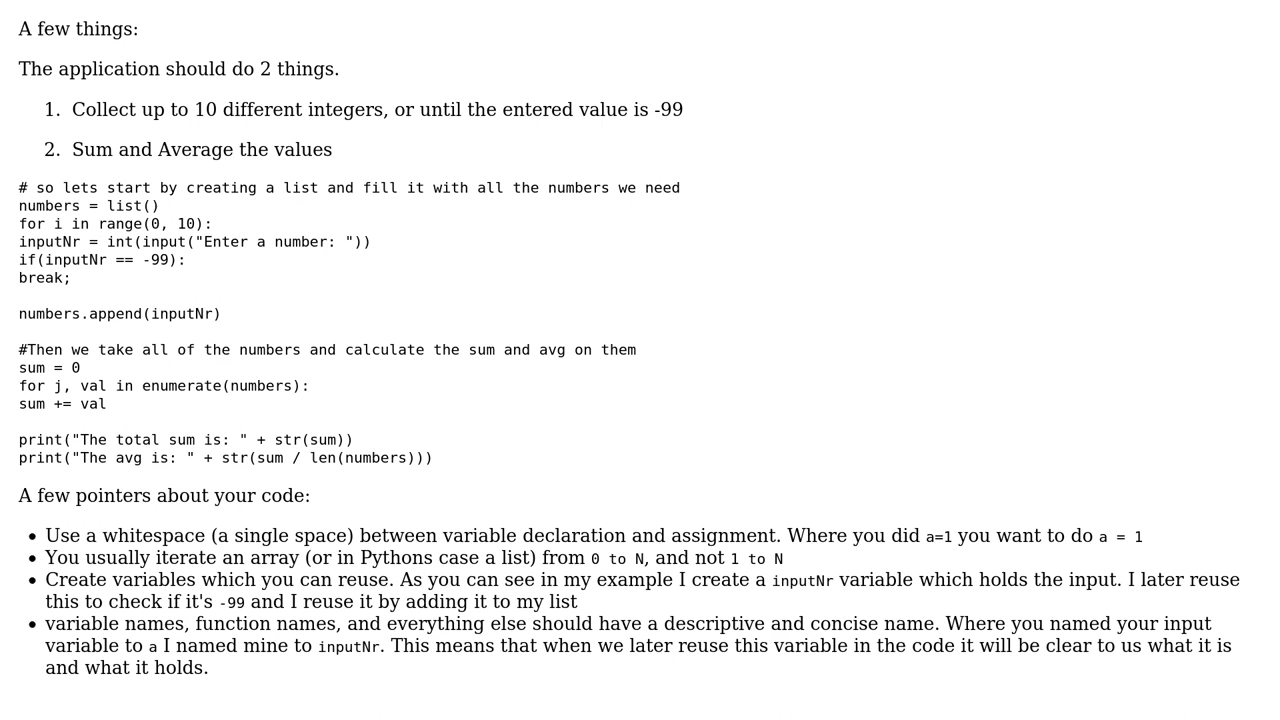 A few things:
The application should do 2 things.
1. Collect up to 10 different integers, or until the entered value is -99
2. Sum and Average the values
# so lets start by creating a list and fill it with all the numbers we need
numbers = list()
for i in range(0, 10):
inputNr = int(input("Enter a number: "))
if(inputNr == -99):
break;
numbers.append(inputNr)
#Then we take all of the numbers and calculate the sum and avg on them
sum = 0
for j, val in enumerate(numbers):
sum += val
print("The total sum is: " + str(sum))
print("The avg is: " + str(sum / len(numbers)))
A few pointers about your code:
• Use a whitespace (a single space) between variable declaration and assignment. Where you did a=1 you want to do a = 1
• You usually iterate an array (or in Pythons case a list) from 0 to N, and not 1 to N
• Create variables which you can reuse. As you can see in my example I create a inputNr variable which holds the input. I later reuse
this to check if it's -99 and I reuse it by adding it to my list
• variable names, function names, and everything else should have a descriptive and concise name. Where you named your input
variable to a I named mine to inputNr. This means that when we later reuse this variable in the code it will be clear to us what it is
and what it holds.